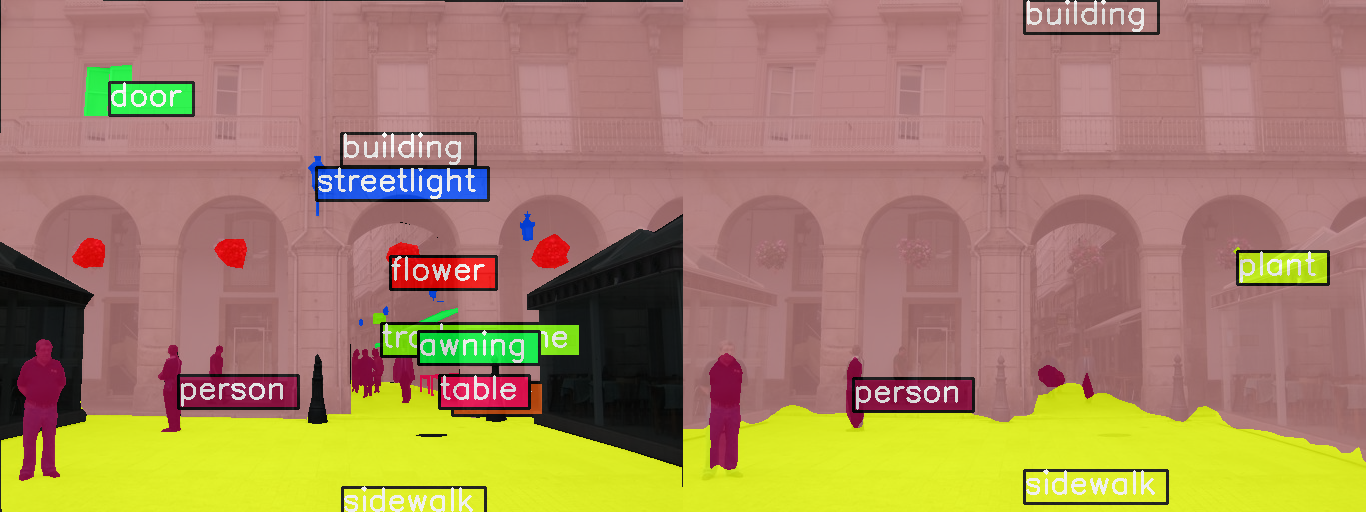 building
door
building
streetlight
plant
flower
awning
person
table
person
sidewalk
sidewalk